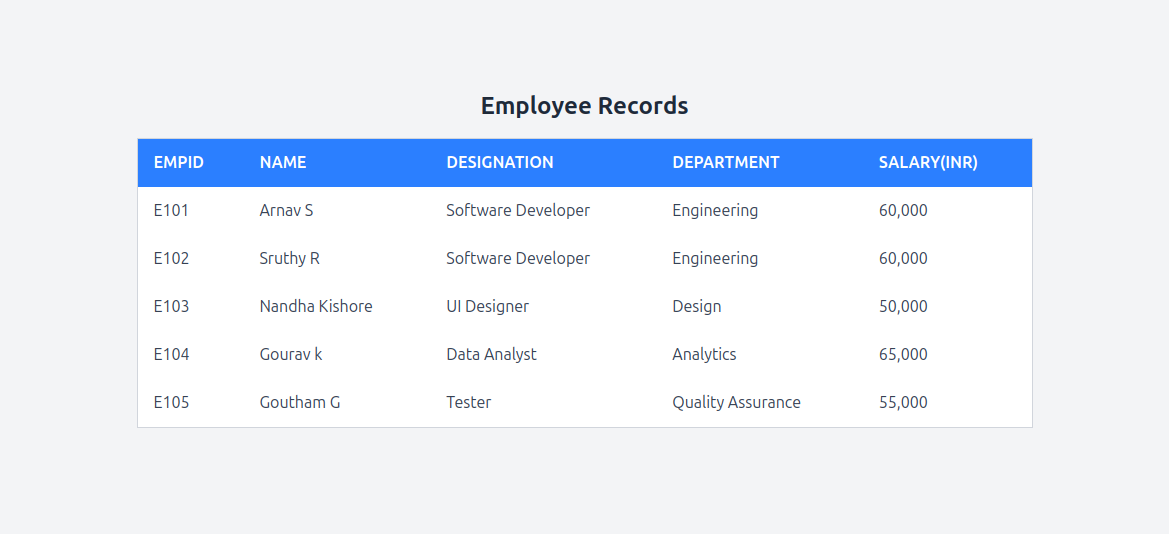 Employee Records
EMPID NAME DESIGNATION DEPARTMENT SALARY(INR)
E101 Arnav S Software Developer Engineering 60,000
E102 Sruthy R Software Developer Engineering 60,000
E103 Nandha Kishore UI Designer Design 50,000
E104 Gourav k Data Analyst Analytics 65,000
E105 Goutham G Tester Quality Assurance 55,000